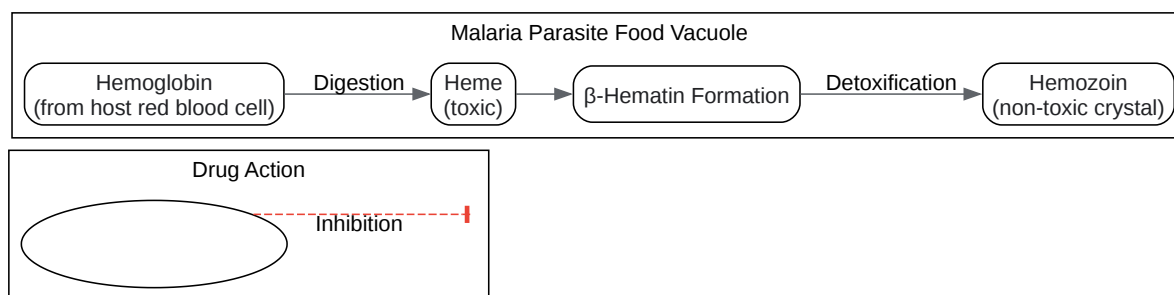 Malaria Parasite Food Vacuole
Hemoglobin
(from host red blood cell)
Digestion
Heme
(toxic)
β-Hematin Formation
Detoxification
Hemozoin
(non-toxic crystal)
Drug Action
Inhibition